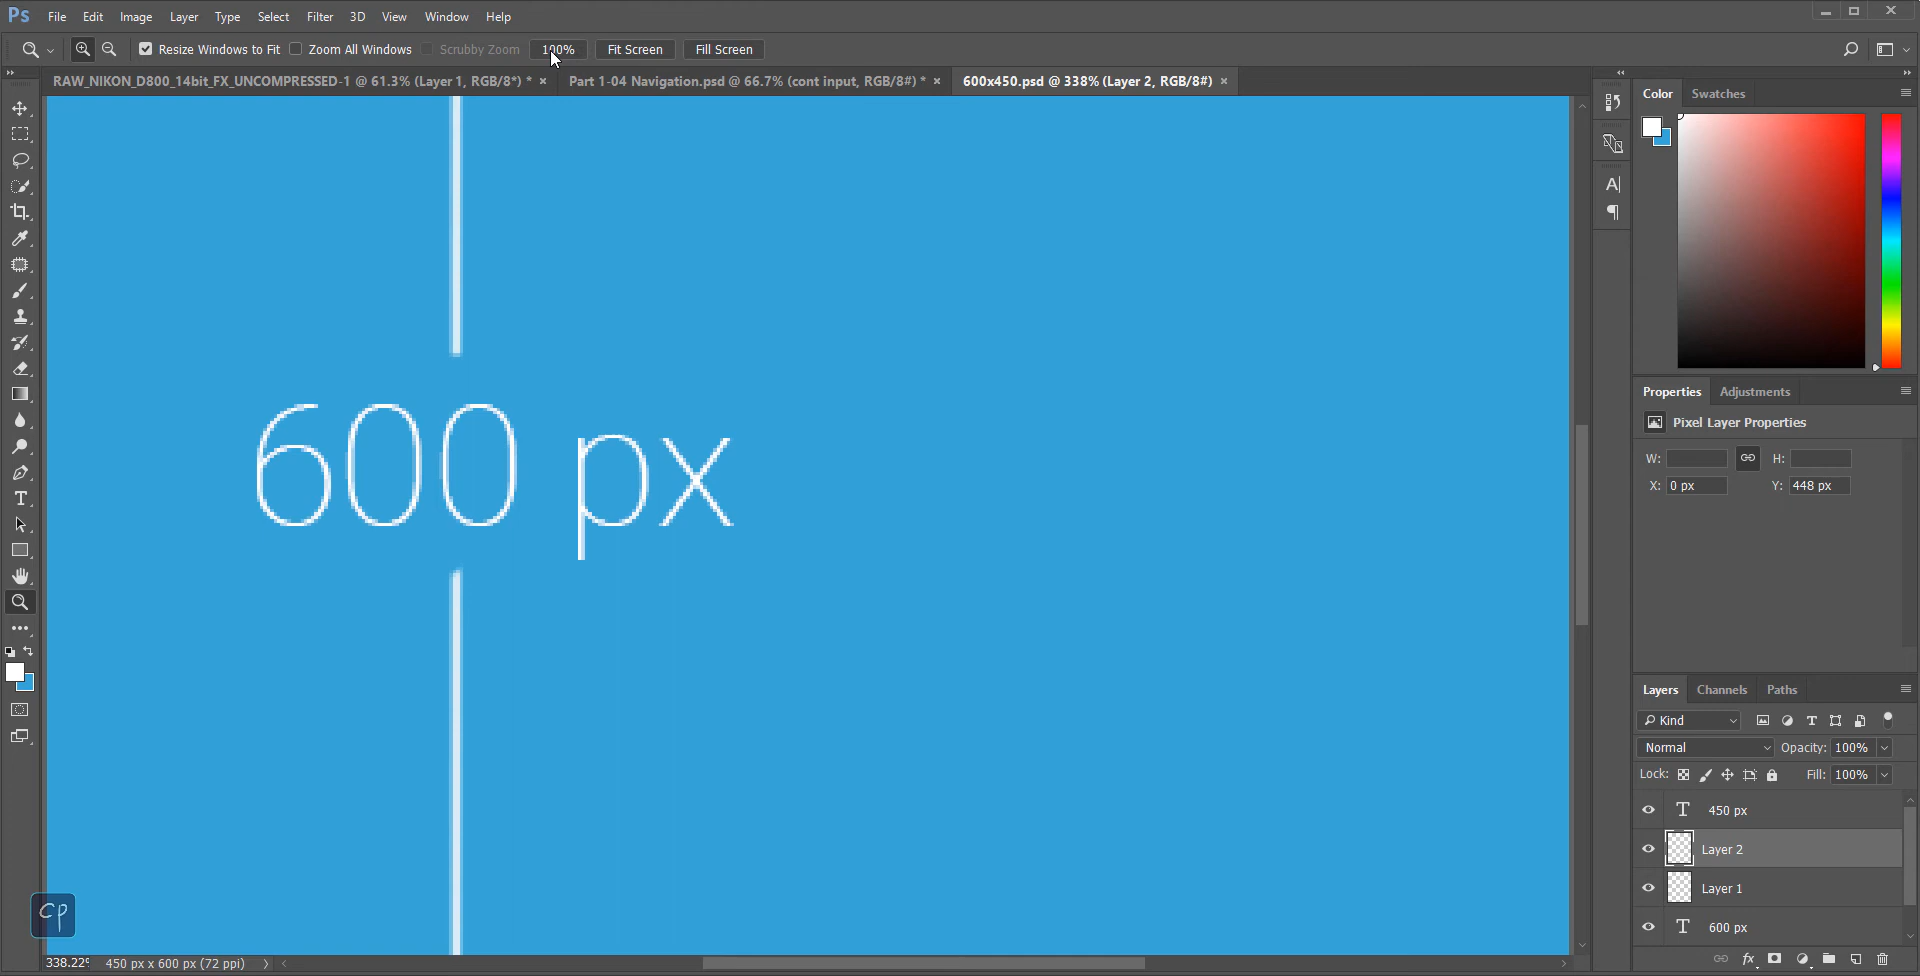 Ps File Edit Image Layer Type Select Filter 3D View Window Help
Resize Windows to Fit Zoom All Windows Scrubby Zoom 100% Fit Screen Fill Screen
RAW_NIKON_D800_14bit_FX_UNCOMPRESSED-1 @ 61.3% (Layer 1, RGB/8*) * × Part 1-04 Navigation.psd @ 66.7% (cont input, RGB/8#) * × 600x450.psd @ 338% (Layer 2, RGB/8#) ×
Color Swatches
600 px
Properties Adjustments
Pixel Layer Properties
W: H:
X: 0 px Y: 448 px
Layers Channels Paths
Kind
Normal Opacity: 100%
Lock: Fill: 100%
450 px
Layer 2
Layer 1
600 px
cp
338.22% 450 px x 600 px (72 ppi)